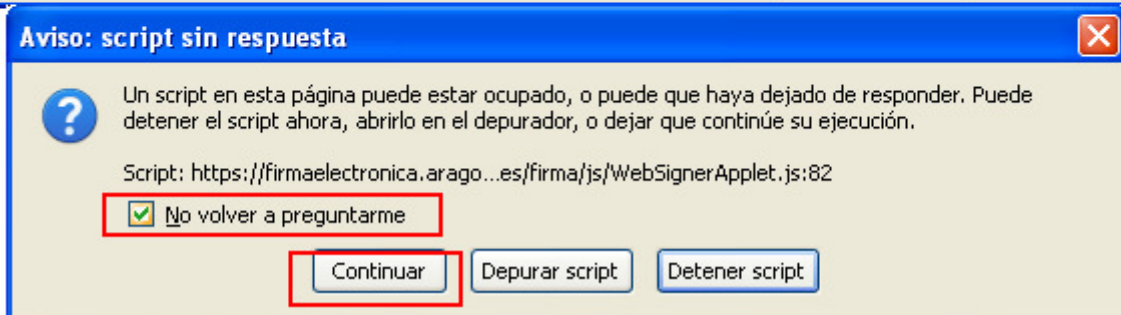 Aviso: script sin respuesta
Un script en esta página puede estar ocupado, o puede que haya dejado de responder. Puede
detener el script ahora, abrirlo en el depurador, o dejar que continúe su ejecución.
Script: https://firmaelectronica.arago...es/firma/js/WebSignerApplet.js:82
No volver a preguntarme
Continuar Depurar script Detener script